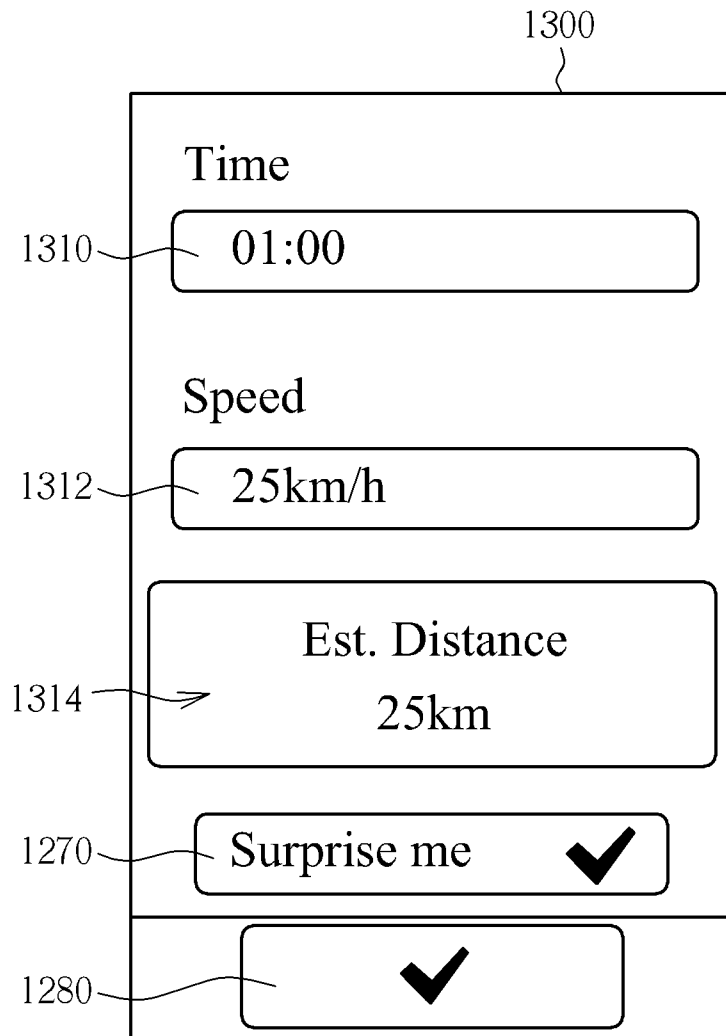 1300
Time
1310
01:00
Speed
1312
25km/h
Est. Distance
1314
25km
1270
Surprise me
1280